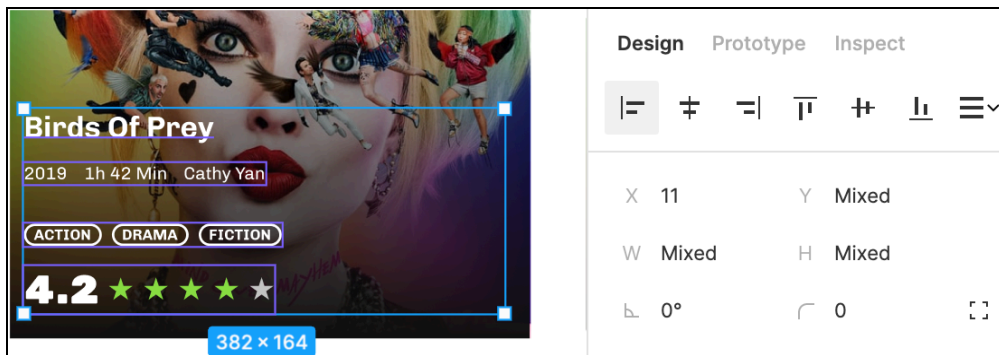 Design Prototype Inspect
Birds Of Prey
2019 1h 42 Min Cathy Yan
ACTION DRAMA FICTION
4.2
382 × 164
X 11 Y Mixed
W Mixed H Mixed
0° 0